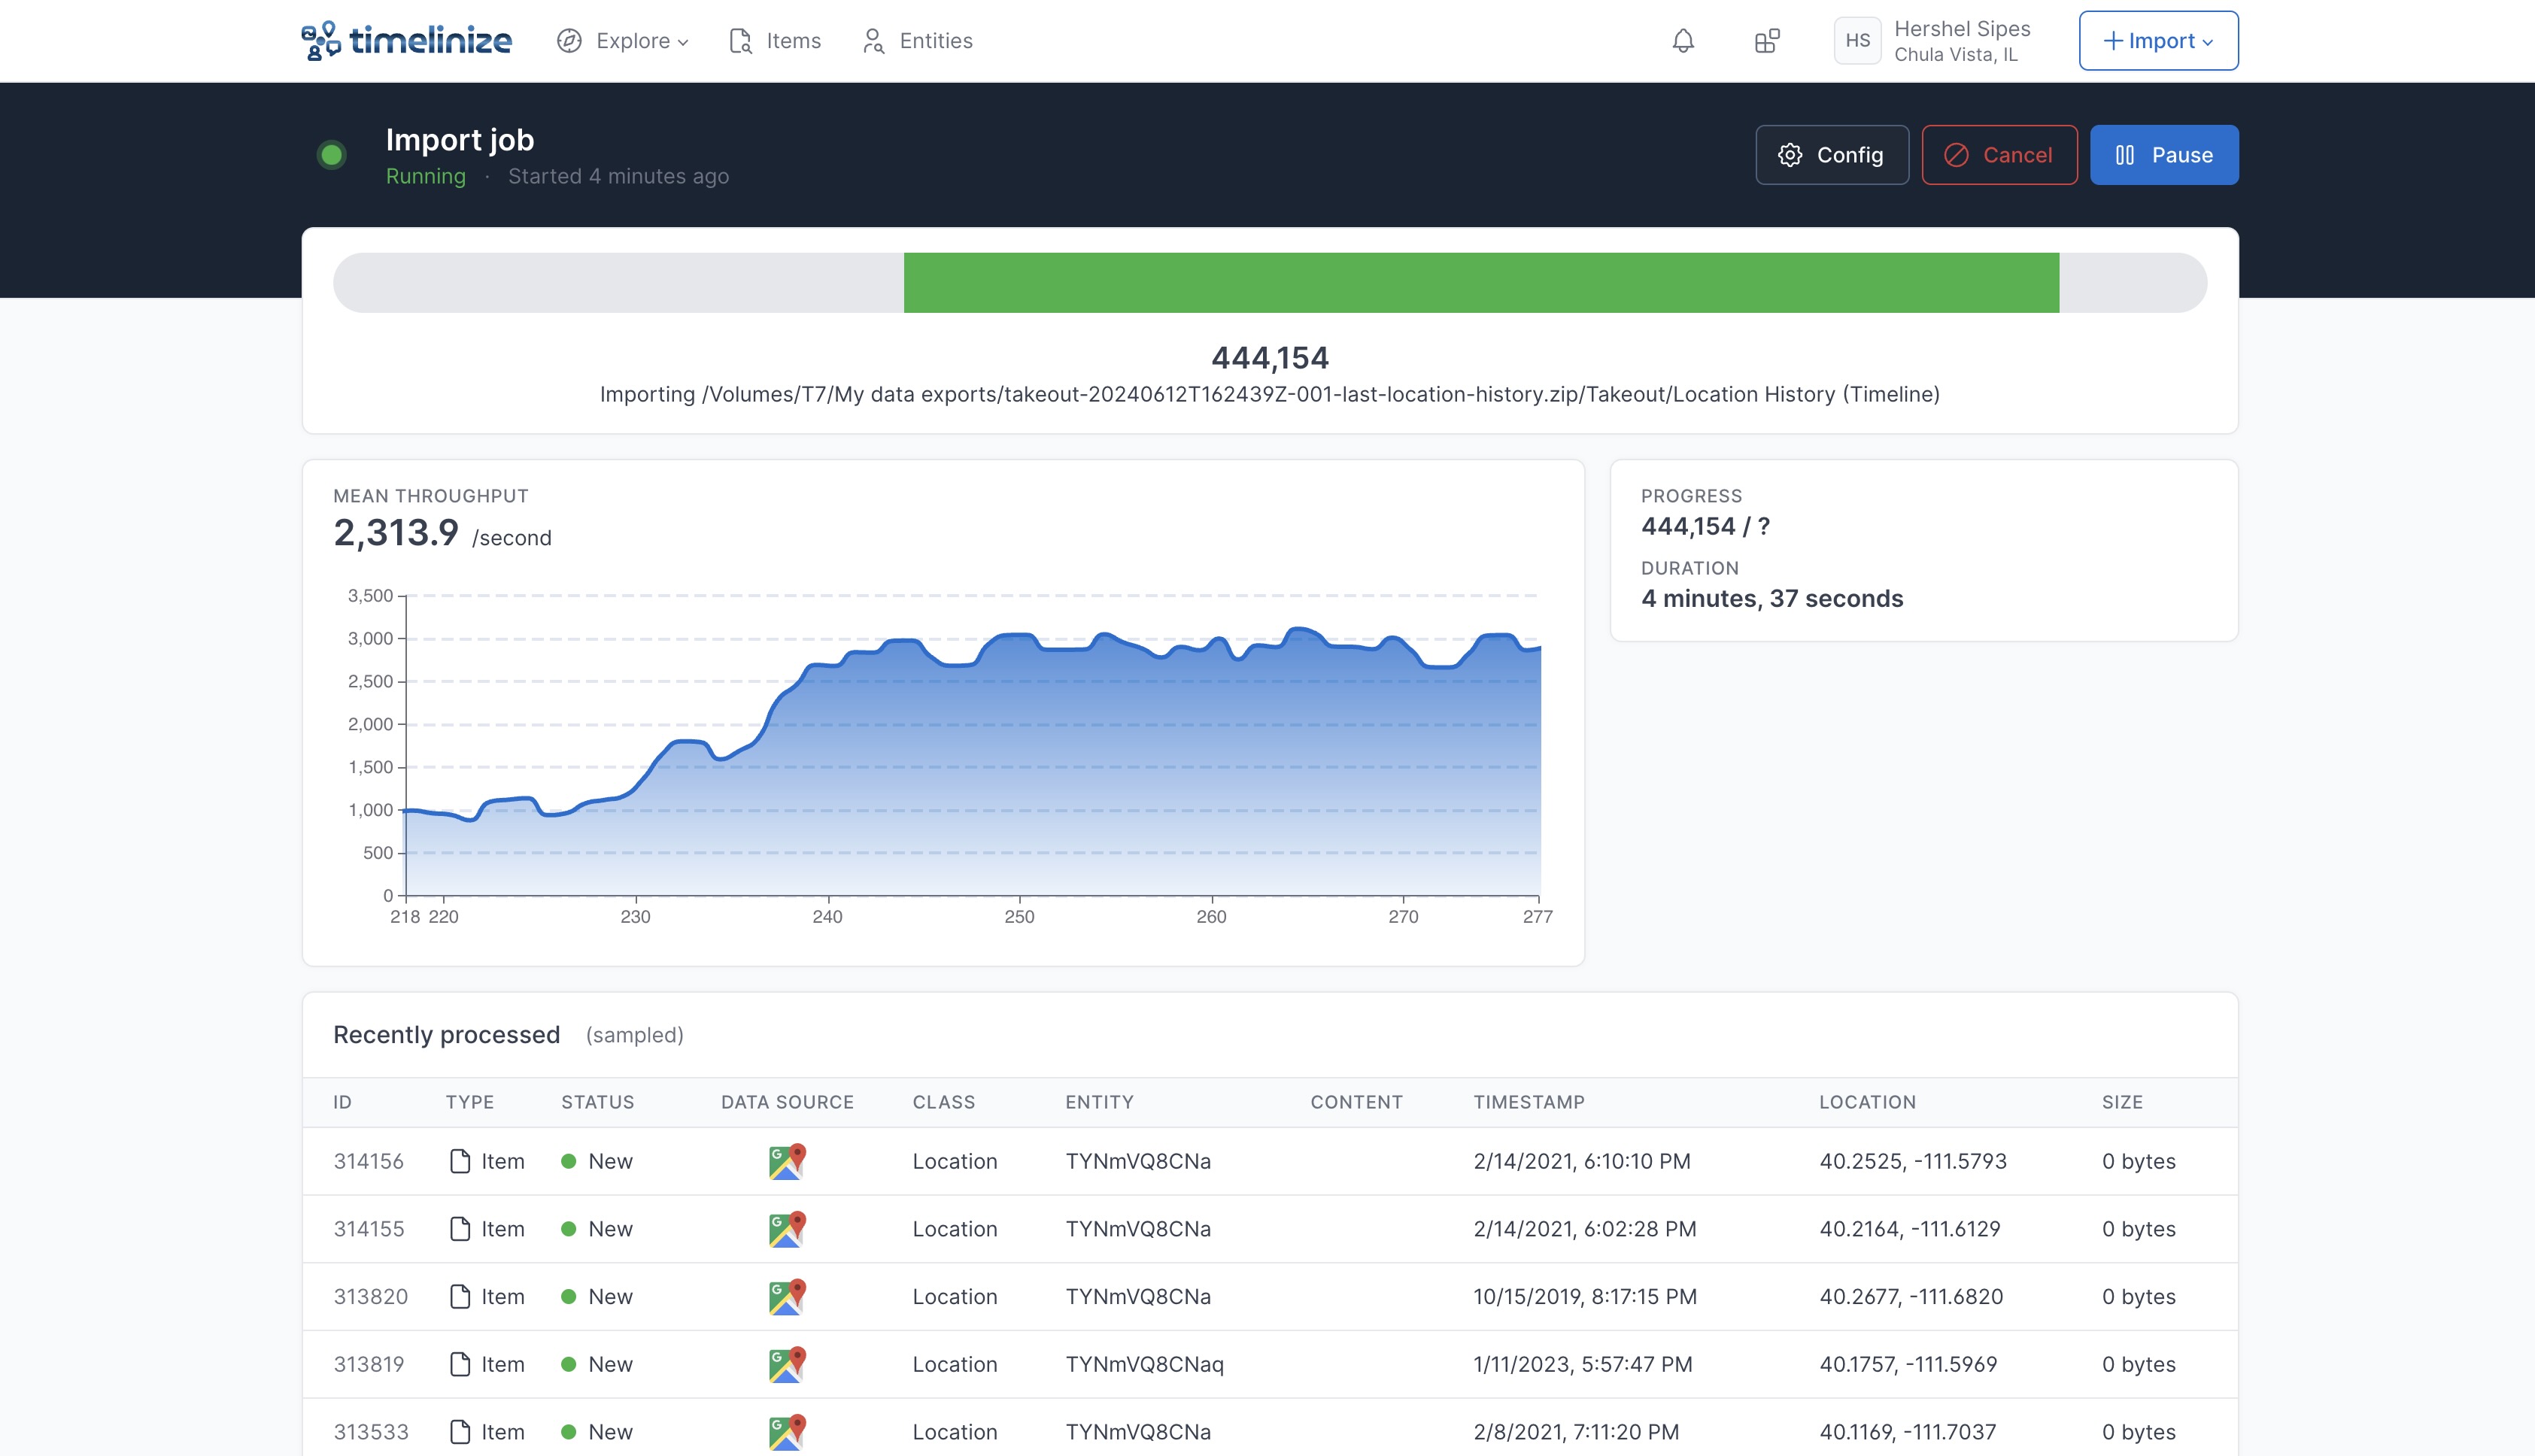 timelinize Explore Items Entities HS Hershel Sipes Import
Chula Vista, IL
Import job
Running · Started 4 minutes ago
Config Cancel Pause
444,154
Importing /Volumes/T7/My data exports/takeout-20240612T162439Z-001-last-location-history.zip/Takeout/Location History (Timeline)
MEAN THROUGHPUT
2,313.9 /second
3,500
3,000
2,500
2,000
1,500
1,000
500
0
218 220 230 240 250 260 270 277
PROGRESS
444,154 / ?
DURATION
4 minutes, 37 seconds
Recently processed (sampled)
ID TYPE STATUS DATA SOURCE CLASS ENTITY CONTENT TIMESTAMP LOCATION SIZE
314156 Item New G Location TYNmVQ8CNa 2/14/2021, 6:10:10 PM 40.2525, -111.5793 0 bytes
314155 Item New G Location TYNmVQ8CNa 2/14/2021, 6:02:28 PM 40.2164, -111.6129 0 bytes
313820 Item New G Location TYNmVQ8CNa 10/15/2019, 8:17:15 PM 40.2677, -111.6820 0 bytes
313819 Item New G Location TYNmVQ8CNaq 1/11/2023, 5:57:47 PM 40.1757, -111.5969 0 bytes
313533 Item New G Location TYNmVQ8CNa 2/8/2021, 7:11:20 PM 40.1169, -111.7037 0 bytes